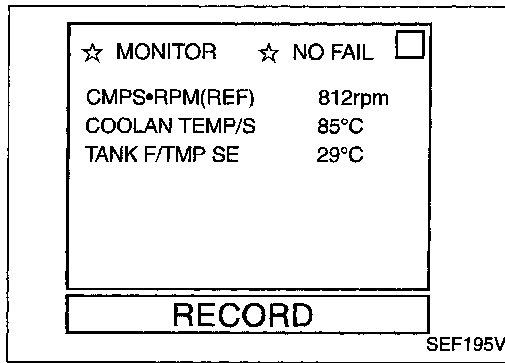 ☆ MONITOR ☆ NO FAIL
CMPS•RPM(REF) 812rpm
COOLAN TEMP/S 85°C
TANK F/TMP SE 29°C
RECORD
SEF195V